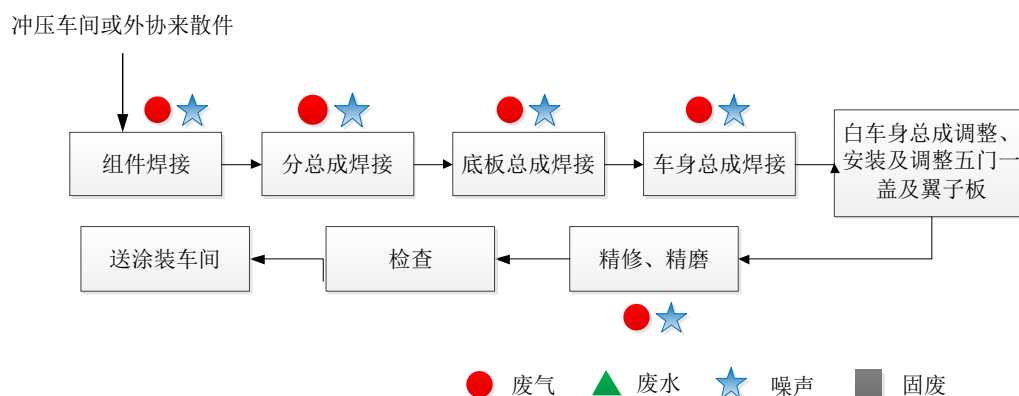 冲压车间或外协来散件
组件焊接
分总成焊接
底板总成焊接
车身总成焊接
白车身总成调整、
安装及调整五门一
盖及翼子板
送涂装车间
检查
精修、精磨
废气
废水
噪声
固废